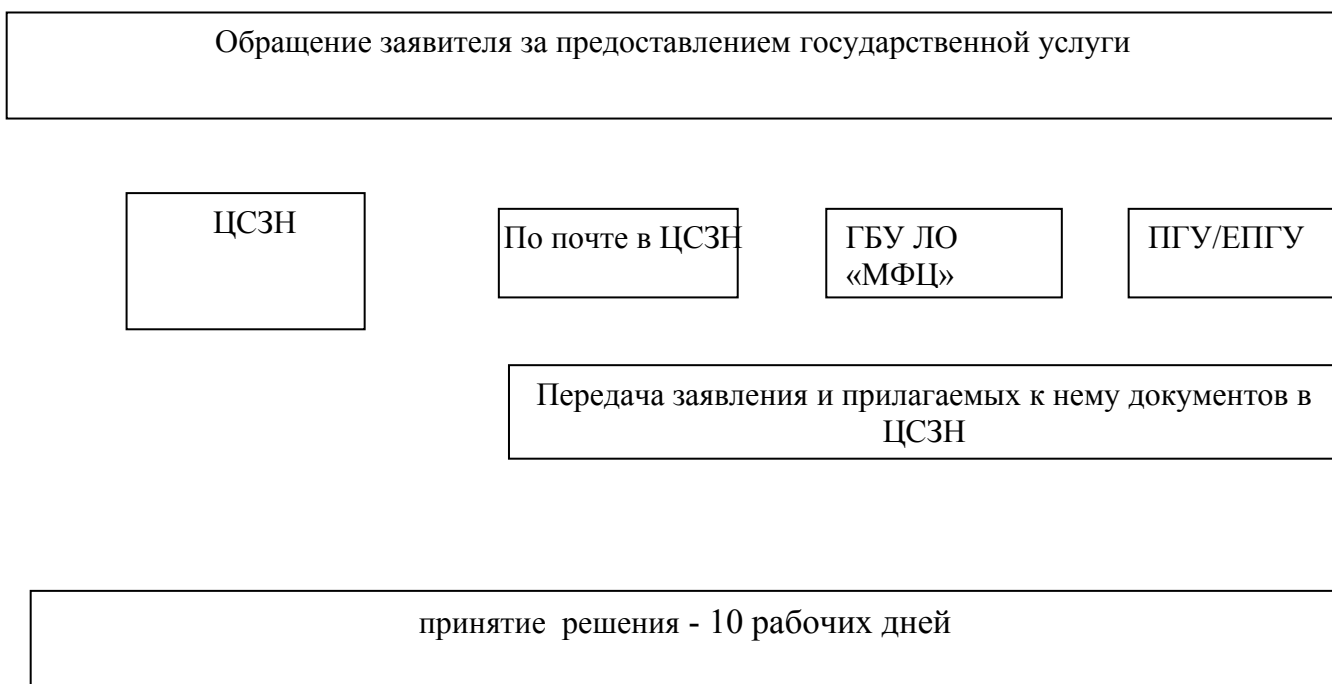 Обращение заявителя за предоставлением государственной услуги
ЦСЗН
По почте в ЦСЗН
ГБУ ЛО
«МФЦ»
ПГУ/ЕПГУ
Передача заявления и прилагаемых к нему документов в
ЦСЗН
принятие решения - 10 рабочих дней